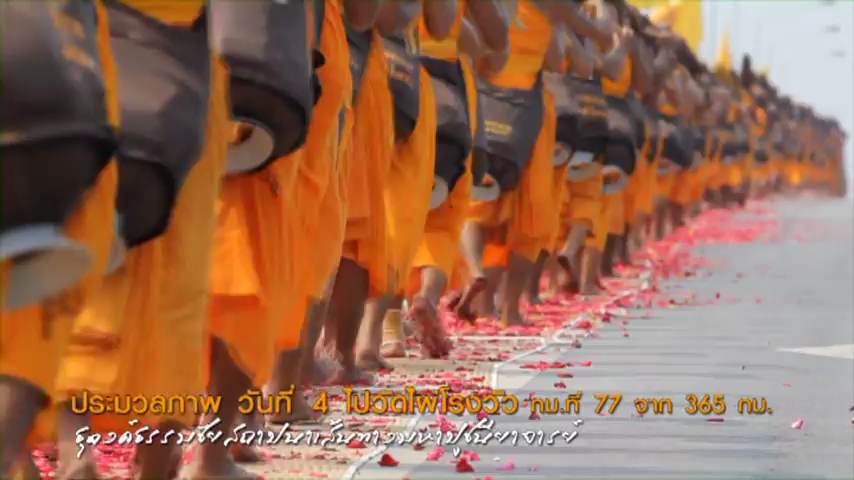 ประมวลภาพ วันที่ 4 ไปวัดไผ่โรงวัว กม.ที่ 77 จาก 365 กม.
ธุดงค์ธรรมชัยสถาปนาเส้นทางมหาปูชนียาจารย์